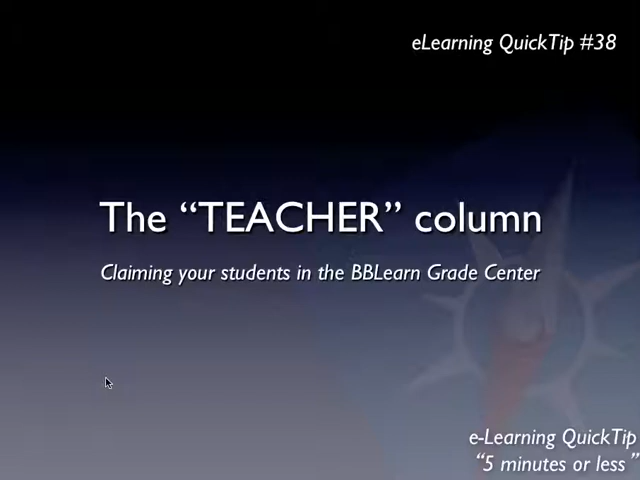 eLearning QuickTip #38
The “TEACHER” column
Claiming your students in the BBLearn Grade Center
e-Learning QuickTip
“5 minutes or less”